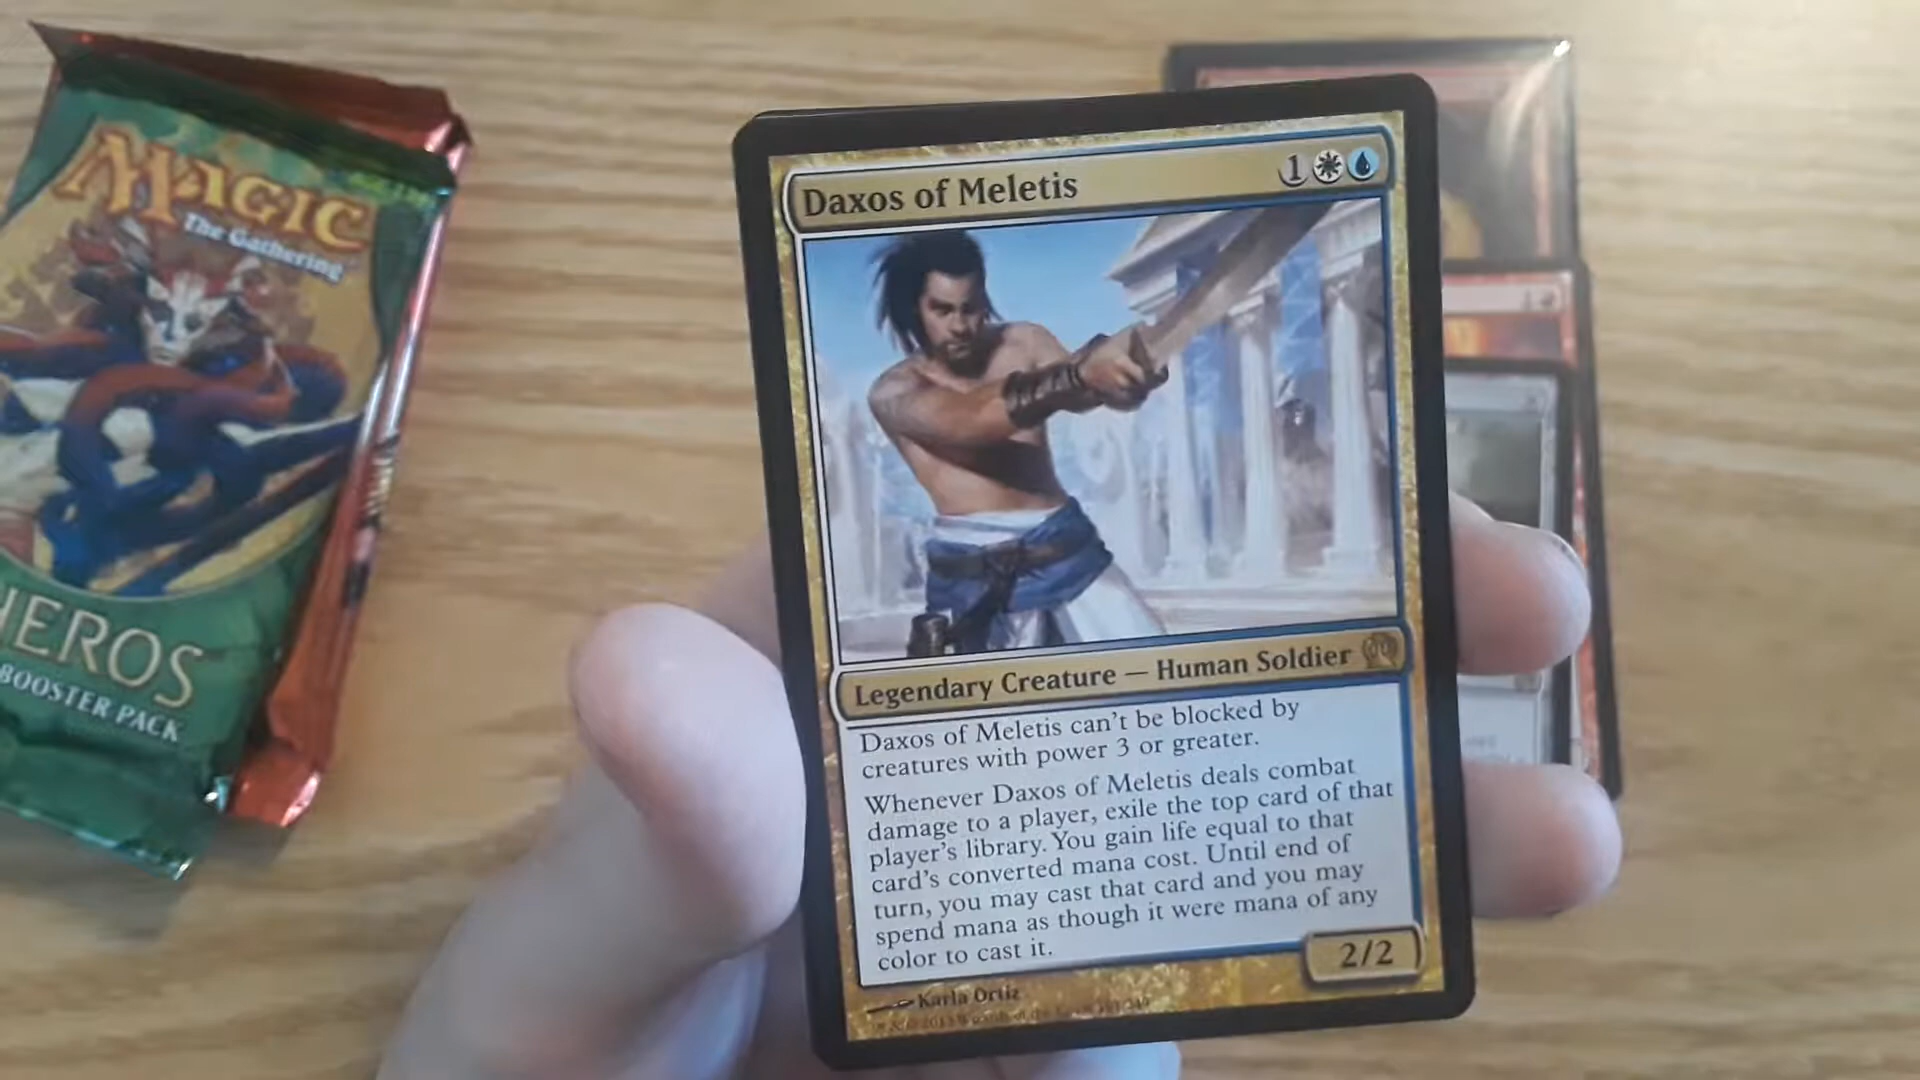 MAGIC
The Gathering
HEROS
BOOSTER PACK
Daxos of Meletis 1
Legendary Creature — Human Soldier
Daxos of Meletis can't be blocked by
creatures with power 3 or greater.
Whenever Daxos of Meletis deals combat
damage to a player, exile the top card of that
player's library. You gain life equal to that
card's converted mana cost. Until end of
turn, you may cast that card and you may
spend mana as though it were mana of any
color to cast it.
2/2
Karla Ortiz